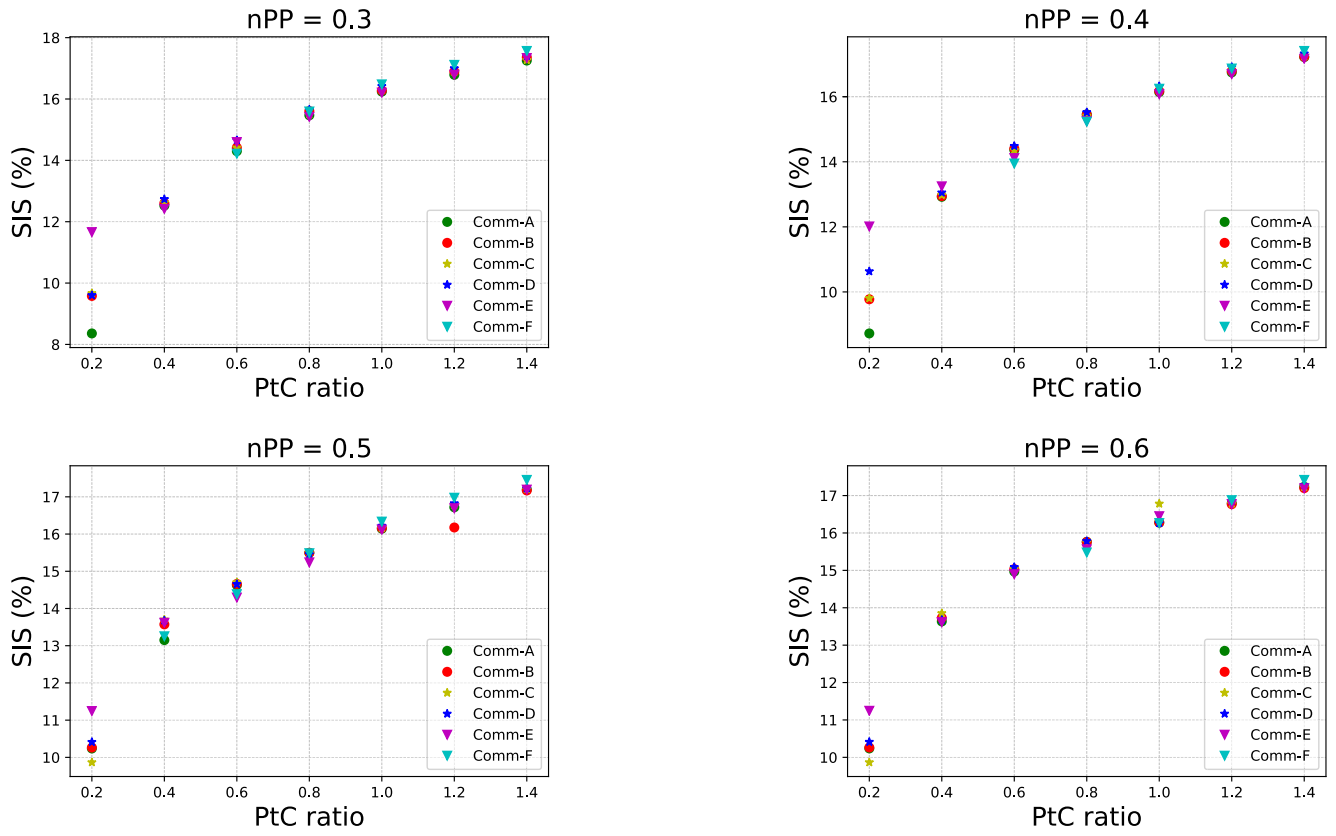 nPP = 0.3
SIS (%)
18
16
14
12
10
8
Comm-A
Comm-B
Comm-C
Comm-D
Comm-E
Comm-F
0.2 0.4 0.6 0.8 1.0 1.2 1.4
PtC ratio
nPP = 0.4
SIS (%)
16
14
12
10
Comm-A
Comm-B
Comm-C
Comm-D
Comm-E
Comm-F
0.2 0.4 0.6 0.8 1.0 1.2 1.4
PtC ratio
nPP = 0.5
SIS (%)
17
16
15
14
13
12
11
10
Comm-A
Comm-B
Comm-C
Comm-D
Comm-E
Comm-F
0.2 0.4 0.6 0.8 1.0 1.2 1.4
PtC ratio
nPP = 0.6
SIS (%)
17
16
15
14
13
12
11
10
Comm-A
Comm-B
Comm-C
Comm-D
Comm-E
Comm-F
0.2 0.4 0.6 0.8 1.0 1.2 1.4
PtC ratio